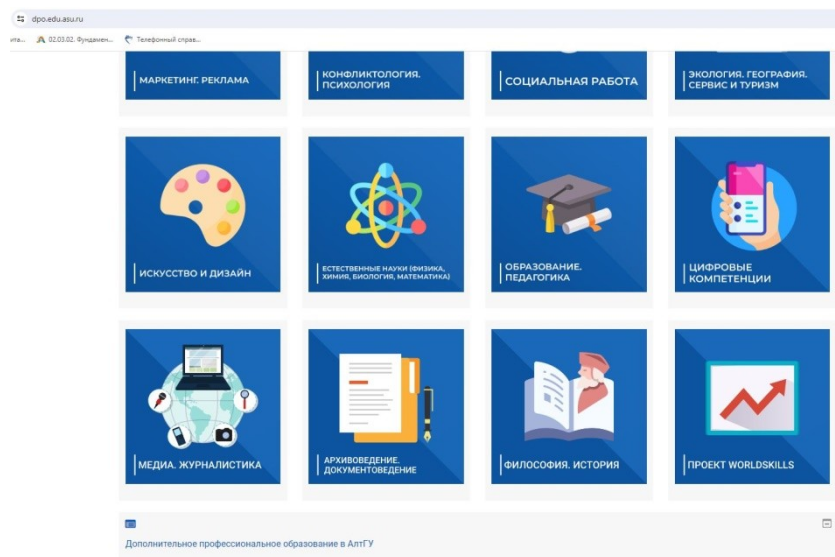 dpo.edu.asu.ru
02.03.02. Фундамен...
Телефонный справ...
МАРКЕТИНГ. РЕКЛАМА
КОНФЛИКТОЛОГИЯ.
ПСИХОЛОГИЯ
СОЦИАЛЬНАЯ РАБОТА
ЭКОЛОГИЯ. ГЕОГРАФИЯ.
СЕРВИС И ТУРИЗМ
ИСКУССТВО И ДИЗАЙН
ЕСТЕСТВЕННЫЕ НАУКИ (ФИЗИКА,
ХИМИЯ, БИОЛОГИЯ, МАТЕМАТИКА)
ОБРАЗОВАНИЕ.
ПЕДАГОГИКА
ЦИФРОВЫЕ
КОМПЕТЕНЦИИ
МЕДИА. ЖУРНАЛИСТИКА
АРХИВОВЕДЕНИЕ.
ДОКУМЕНТОВЕДЕНИЕ
ФИЛОСОФИЯ. ИСТОРИЯ
ПРОЕКТ WORLDSKILLS
Дополнительное профессиональное образование в АлтГУ